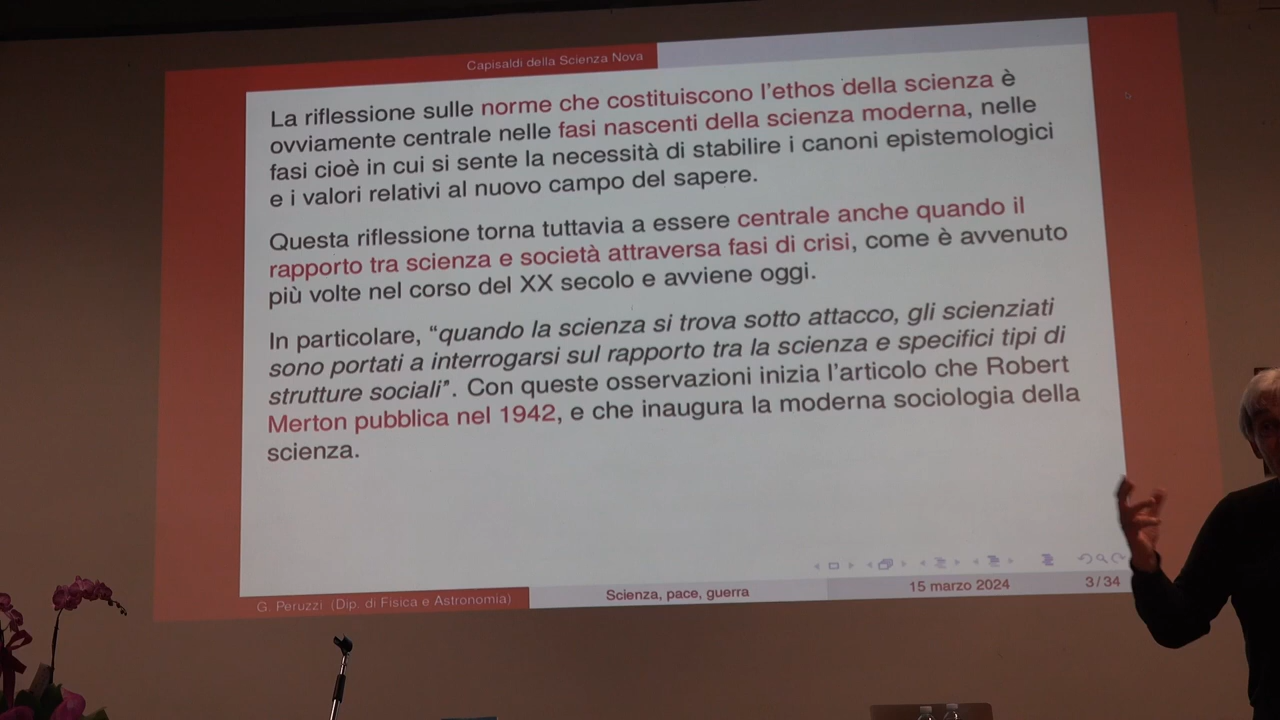 Capisaldi della Scienza Nova
La riflessione sulle norme che costituiscono l'ethos della scienza è
ovviamente centrale nelle fasi nascenti della scienza moderna, nelle
fasi cioè in cui si sente la necessità di stabilire i canoni epistemologici
e i valori relativi al nuovo campo del sapere.
Questa riflessione torna tuttavia a essere centrale anche quando il
rapporto tra scienza e società attraversa fasi di crisi, come è avvenuto
più volte nel corso del XX secolo e avviene oggi.
In particolare, “quando la scienza si trova sotto attacco, gli scienziati
sono portati a interrogarsi sul rapporto tra la scienza e specifici tipi di
strutture sociali”. Con queste osservazioni inizia l'articolo che Robert
Merton pubblica nel 1942, e che inaugura la moderna sociologia della
scienza.
G. Peruzzi (Dip. di Fisica e Astronomia)
Scienza, pace, guerra
15 marzo 2024
3 / 34